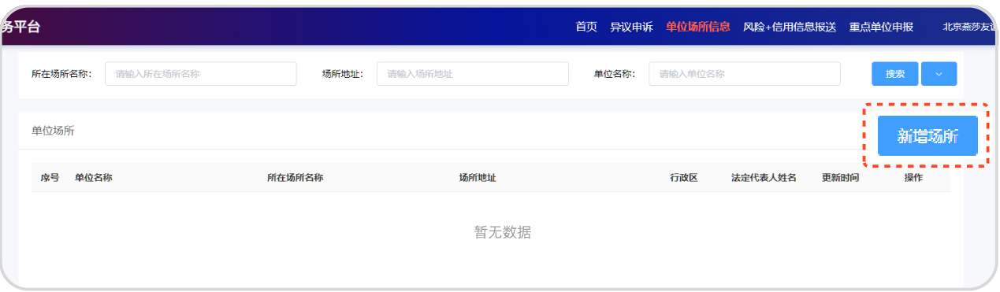 务平台 首页 异议申诉 单位场所信息 风险+信用信息报送 重点单位申报 北京燕莎友
所在场所名称： 请输入所在场所名称 场所地址： 请输入场所地址 单位名称： 请输入单位名称 搜索
单位场所 新增场所
序号 单位名称 所在场所名称 场所地址 行政区 法定代表人姓名 更新时间 操作
暂无数据